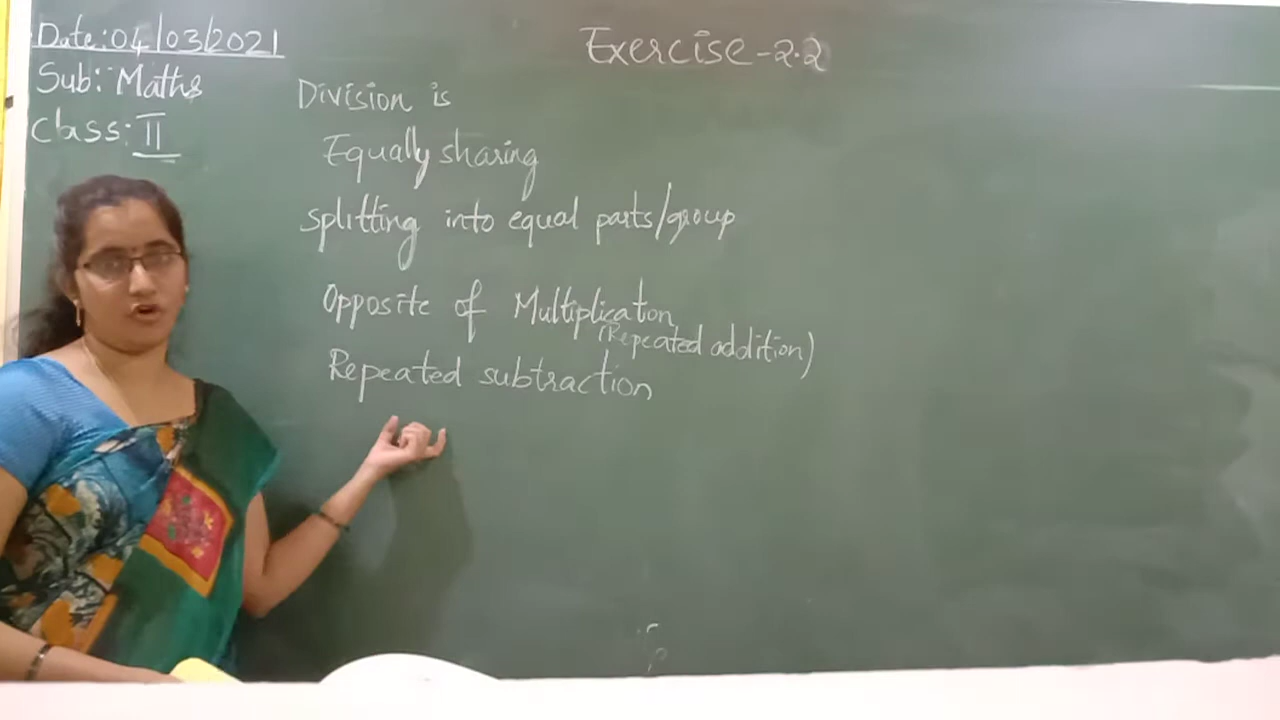 Date: 04/03/2021
Sub: Maths
Class: II
Exercise-2.2
Division is
Equally sharing
splitting into equal parts/group
Opposite of Multiplication
(Repeated addition)
Repeated subtraction